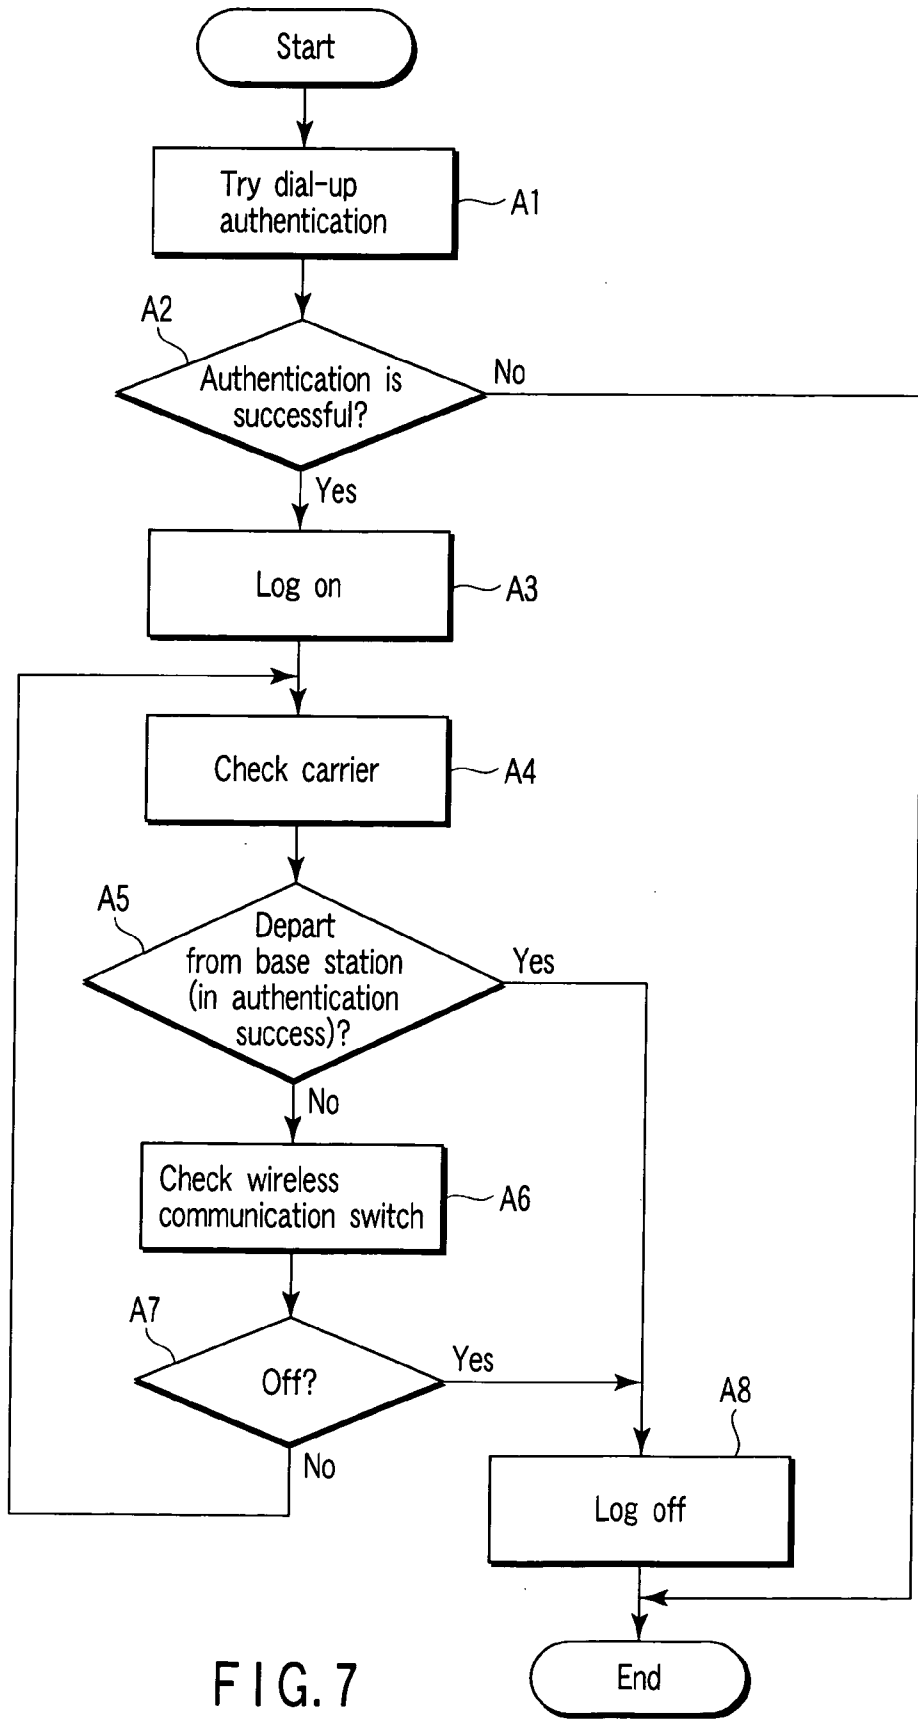 Start
Try dial-up
authentication
A1
A2
Authentication is
successful?
No
Yes
Log on
A3
Check carrier
A4
A5
Depart
from base station
(in authentication
success)?
Yes
No
Check wireless
communication switch
A6
A7
Off?
Yes
No
A8
Log off
End
FIG. 7